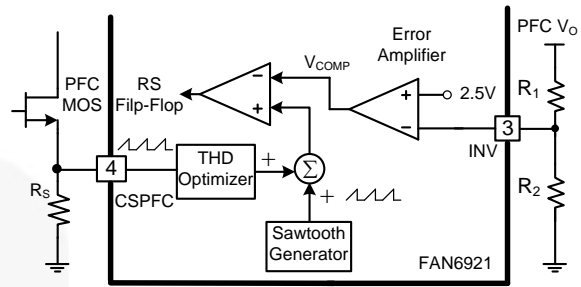 Error
Amplifier
PFC VO
VCOMP
PFC
MOS
RS
Filp-Flop
−
+
+
−
2.5V
R1
3
INV
4
CSPFC
THD
Optimizer
+
Σ
R2
RS
+
Sawtooth
Generator
FAN6921